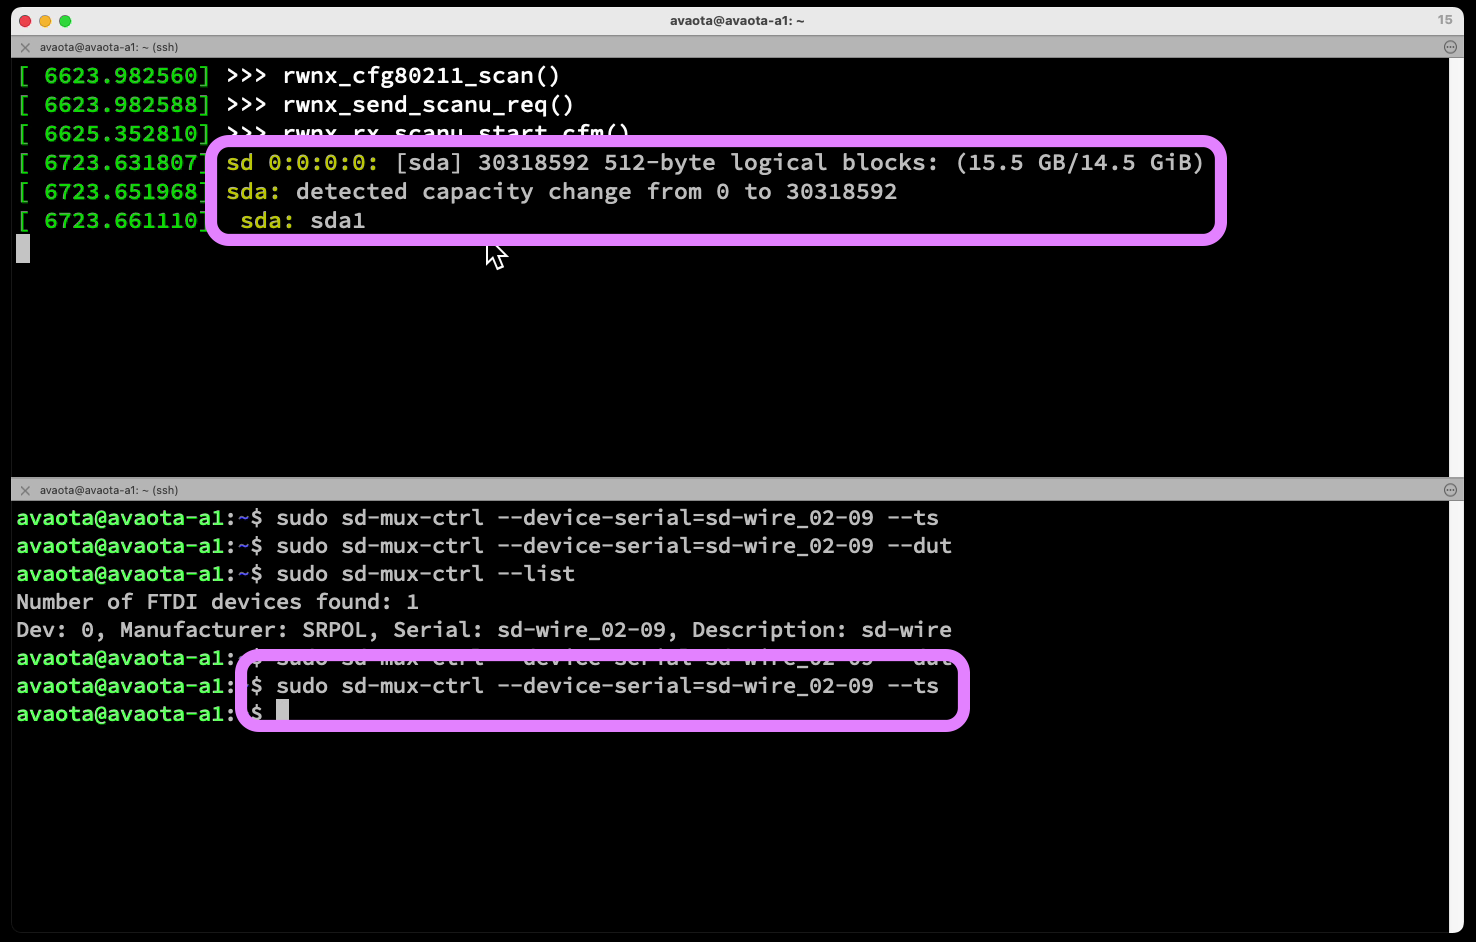 avaota@avaota-a1: ~
15
avaota@avaota-a1: ~ (ssh)
[ 6623.982560] >>> rwnx_cfg80211_scan()
[ 6623.982588] >>> rwnx_send_scanu_req()
[ 6625.352810] >>> rwnx_rx_scanu_start_cfm()
[ 6723.631807] sd 0:0:0:0: [sda] 30318592 512-byte logical blocks: (15.5 GB/14.5 GiB)
[ 6723.651968] sda: detected capacity change from 0 to 30318592
[ 6723.661110] sda: sda1
avaota@avaota-a1: ~ (ssh)
avaota@avaota-a1:~$ sudo sd-mux-ctrl --device-serial=sd-wire_02-09 --ts
avaota@avaota-a1:~$ sudo sd-mux-ctrl --device-serial=sd-wire_02-09 --dut
avaota@avaota-a1:~$ sudo sd-mux-ctrl --list
Number of FTDI devices found: 1
Dev: 0, Manufacturer: SRPOL, Serial: sd-wire_02-09, Description: sd-wire
avaota@avaota-a1:~$ sudo sd-mux-ctrl --device-serial=sd-wire_02-09 --dut
avaota@avaota-a1:~$ sudo sd-mux-ctrl --device-serial=sd-wire_02-09 --ts
avaota@avaota-a1:~$